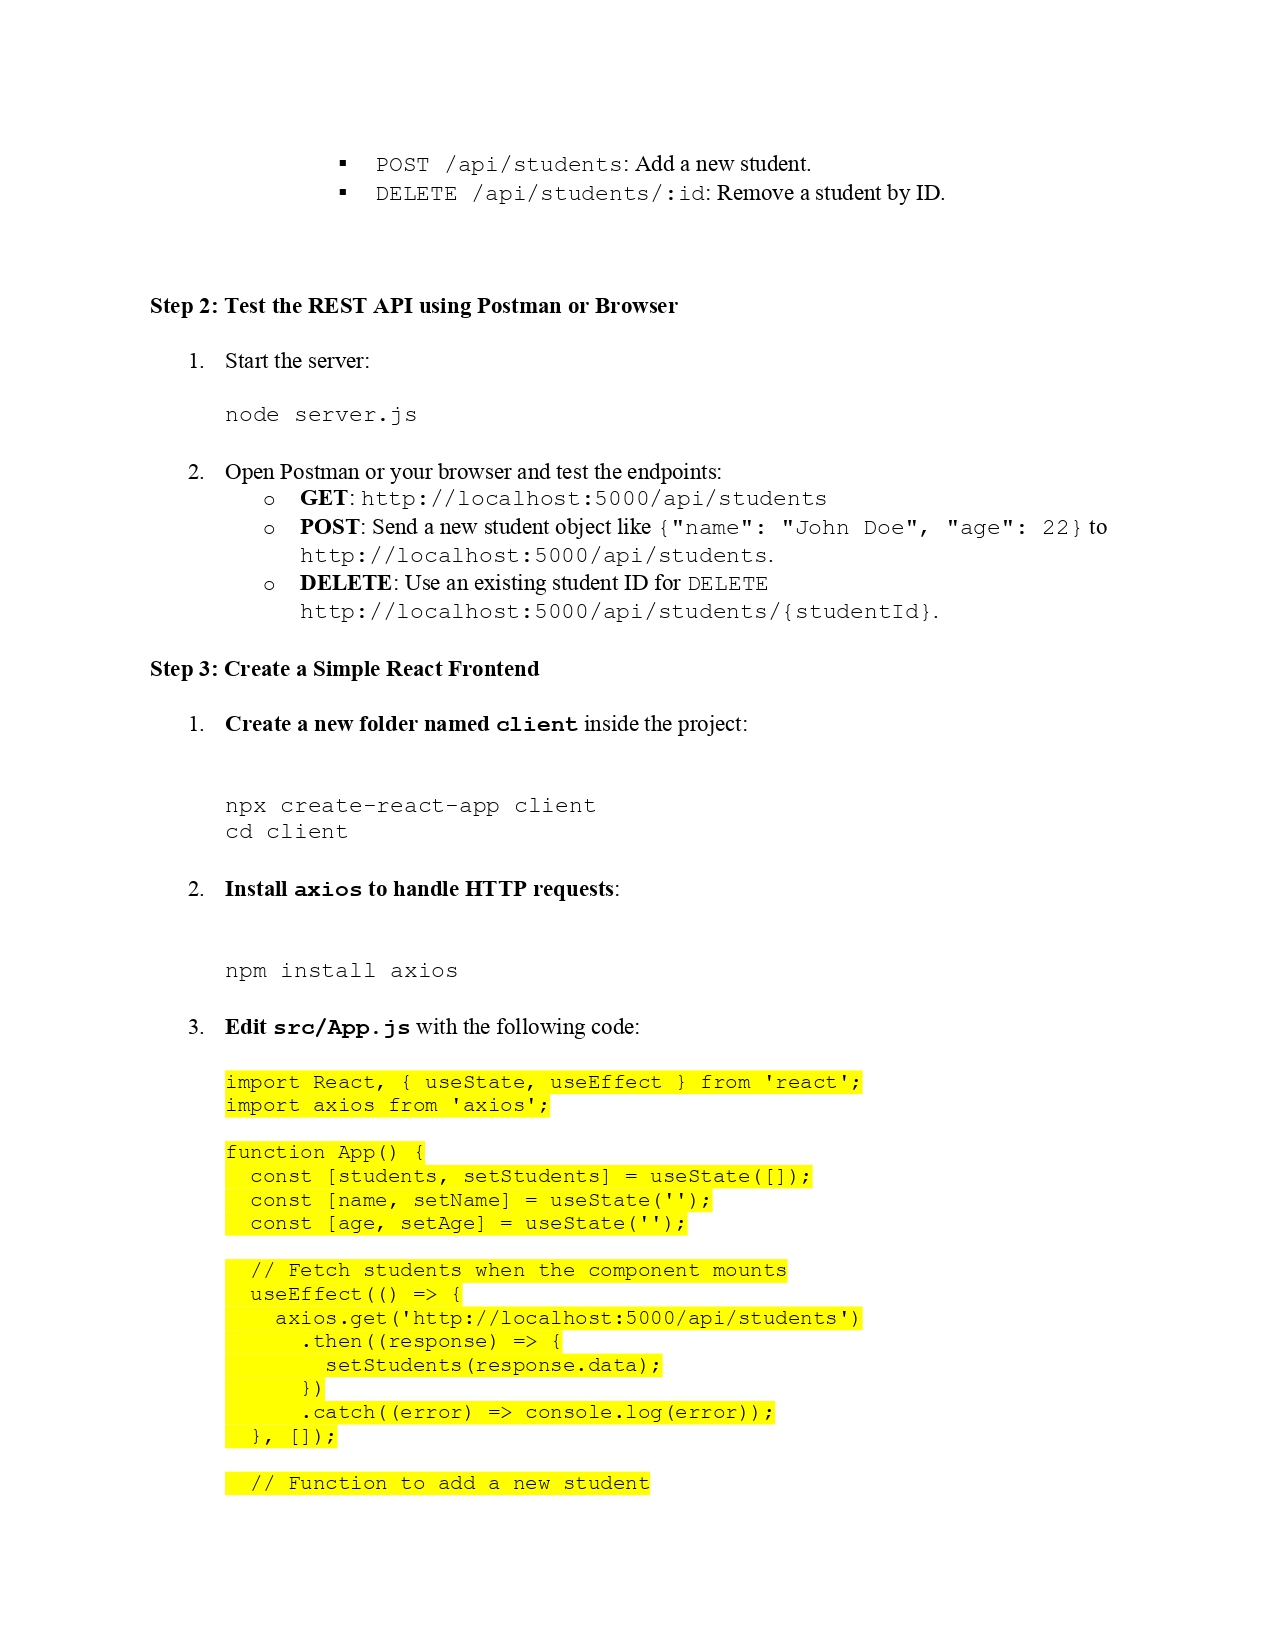 ▪ POST /api/students: Add a new student.
▪ DELETE /api/students/:id: Remove a student by ID.
Step 2: Test the REST API using Postman or Browser
1. Start the server:
node server.js
2. Open Postman or your browser and test the endpoints:
o GET: http://localhost:5000/api/students
o POST: Send a new student object like {"name": "John Doe", "age": 22} to
http://localhost:5000/api/students.
o DELETE: Use an existing student ID for DELETE
http://localhost:5000/api/students/{studentId}.
Step 3: Create a Simple React Frontend
1. Create a new folder named client inside the project:
npx create-react-app client
cd client
2. Install axios to handle HTTP requests:
npm install axios
3. Edit src/App.js with the following code:
import React, { useState, useEffect } from 'react';
import axios from 'axios';
function App() {
  const [students, setStudents] = useState([]);
  const [name, setName] = useState('');
  const [age, setAge] = useState('');
  // Fetch students when the component mounts
  useEffect(() => {
    axios.get('http://localhost:5000/api/students')
      .then((response) => {
        setStudents(response.data);
      })
      .catch((error) => console.log(error));
  }, []);
  // Function to add a new student